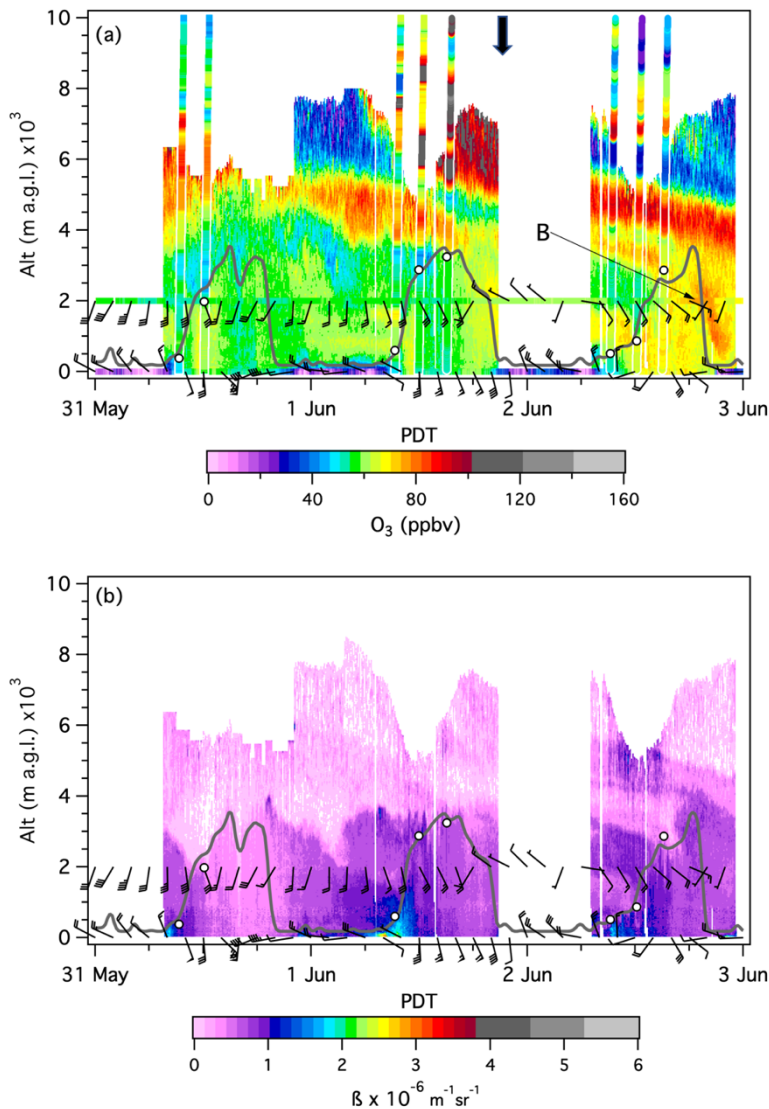 (a)
10
8
6
4
2
0
Alt (m a.g.l.) x10³
B
31 May
1 Jun
2 Jun
3 Jun
PDT
0
40
80
120
160
O₃ (ppbv)
(b)
10
8
6
4
2
0
Alt (m a.g.l.) x10³
31 May
1 Jun
2 Jun
3 Jun
PDT
0
1
2
3
4
5
6
ß x 10⁻⁶ m⁻¹sr⁻¹